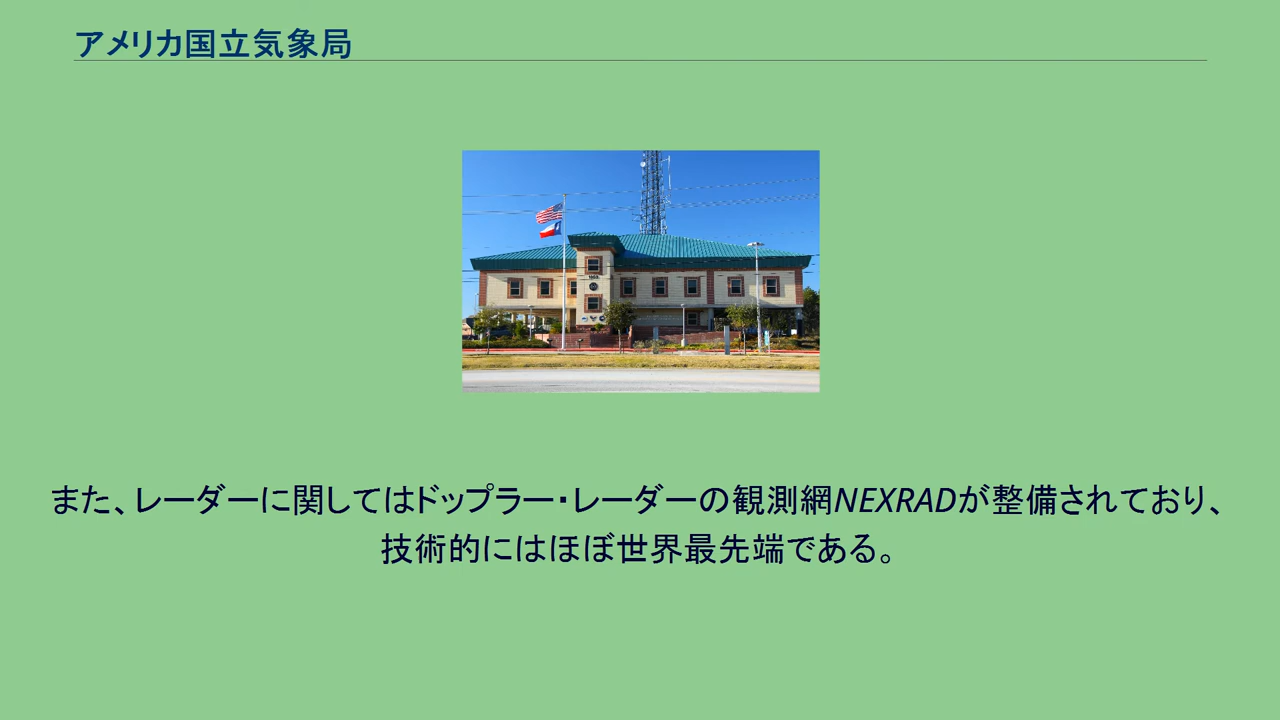 アメリカ国立気象局
また、レーダーに関してはドップラー・レーダーの観測網NEXRADが整備されており、
技術的にはほぼ世界最先端である。